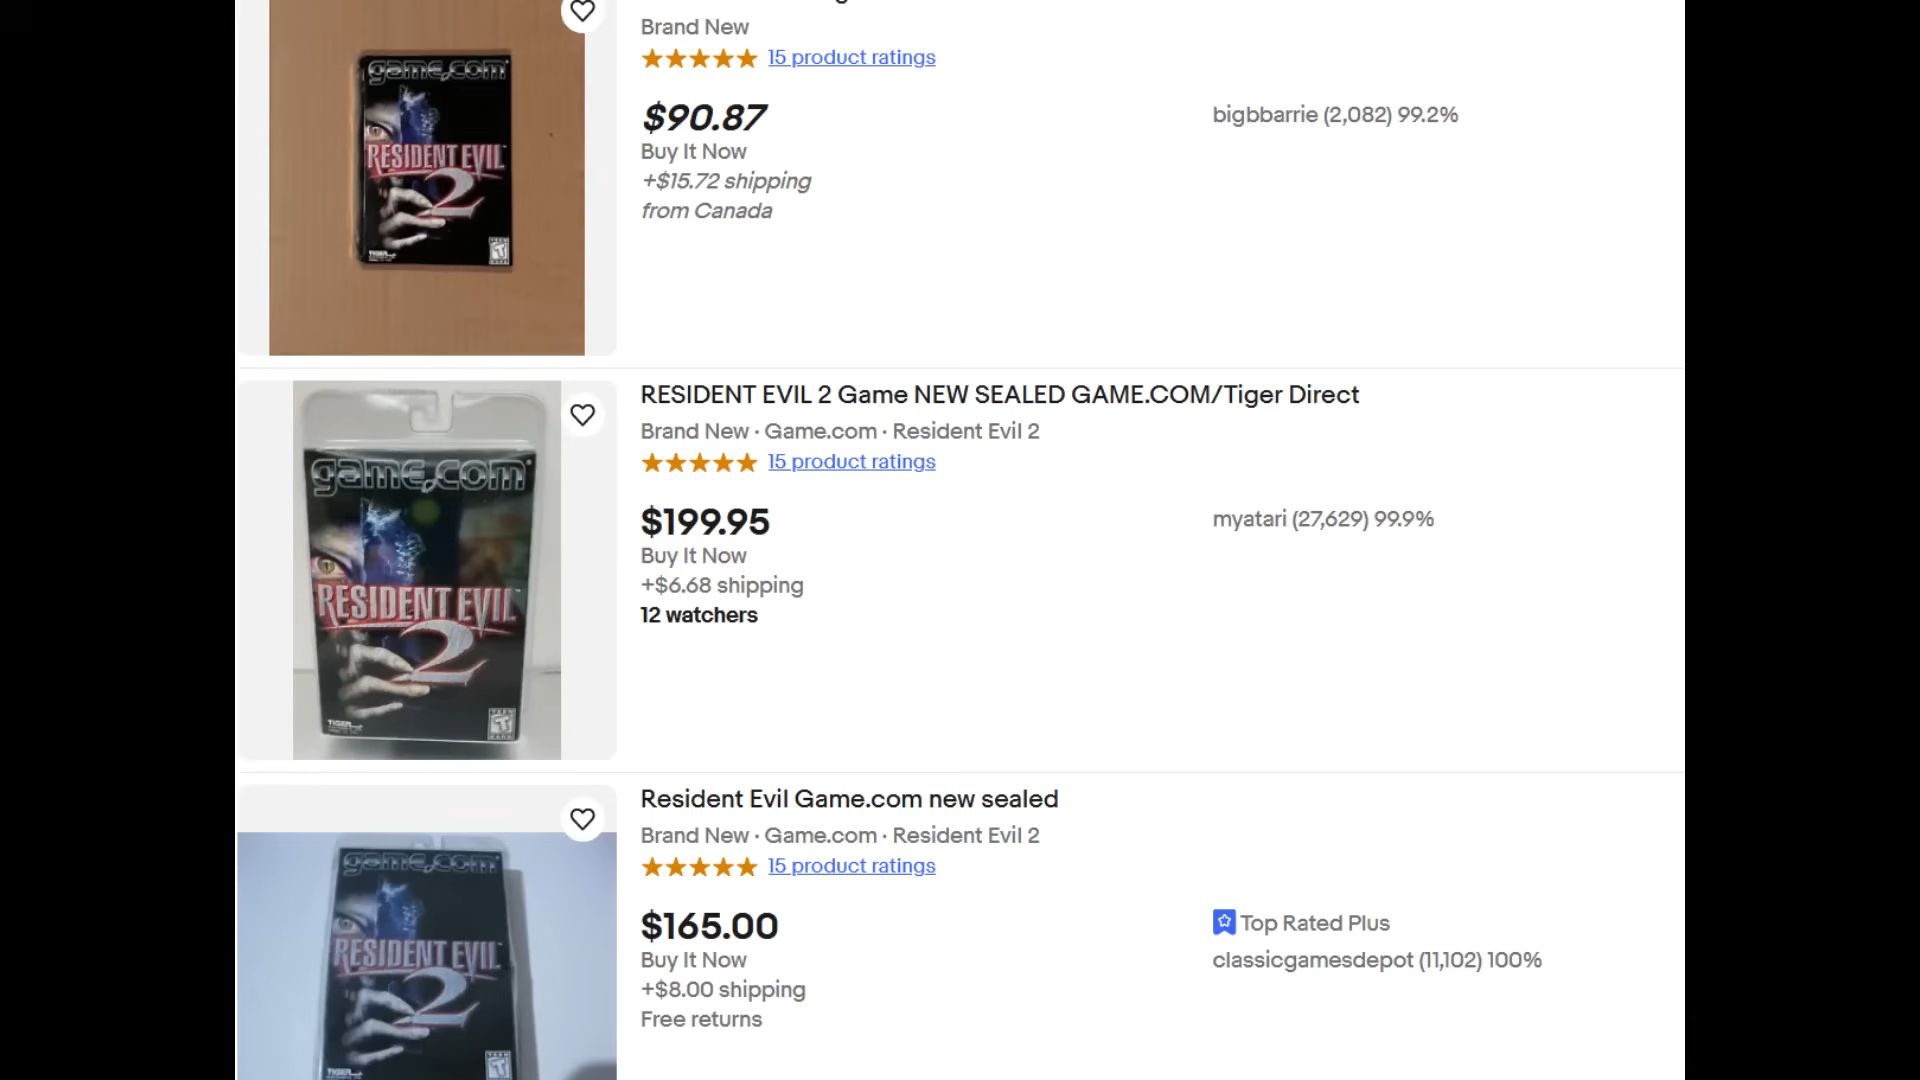 Brand New
15 product ratings
$90.87
Buy It Now
+$15.72 shipping
from Canada
bigbbarrie (2,082) 99.2%
game.com
RESIDENT EVIL
2
TIGER
T
RESIDENT EVIL 2 Game NEW SEALED GAME.COM/Tiger Direct
Brand New · Game.com · Resident Evil 2
15 product ratings
$199.95
Buy It Now
+$6.68 shipping
12 watchers
myatari (27,629) 99.9%
game.com
RESIDENT EVIL
2
TIGER
TEEN
T
Resident Evil Game.com new sealed
Brand New · Game.com · Resident Evil 2
15 product ratings
$165.00
Buy It Now
+$8.00 shipping
Free returns
Top Rated Plus
classicgamesdepot (11,102) 100%
game.com
RESIDENT EVIL
2
TIGER
TEEN
T